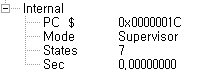 Internal
PC $ 0x0000001C
Mode Supervisor
States 7
Sec 0,00000000